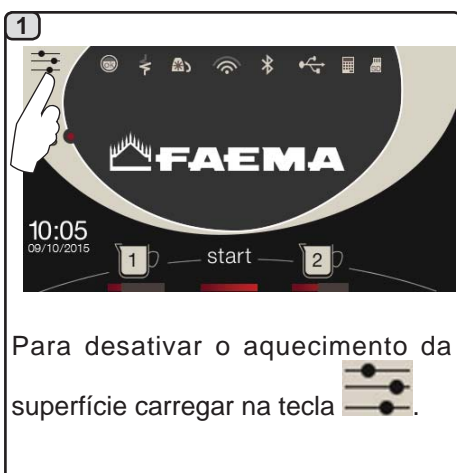 1
FAEMA
10:05
09/10/2015
1 start 2
Para desativar o aquecimento da
superfície carregar na tecla .